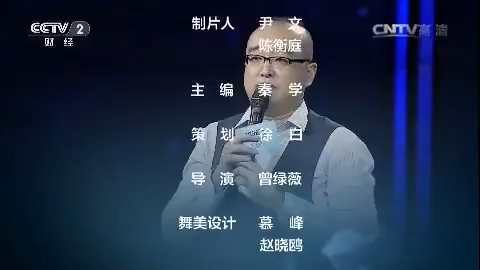 CCTV 2
财经
CNTV高清
制片人 尹文
陈衡庭
主编 秦学
策划 徐白
导演 曾绿薇
舞美设计 慕峰
赵晓鸥